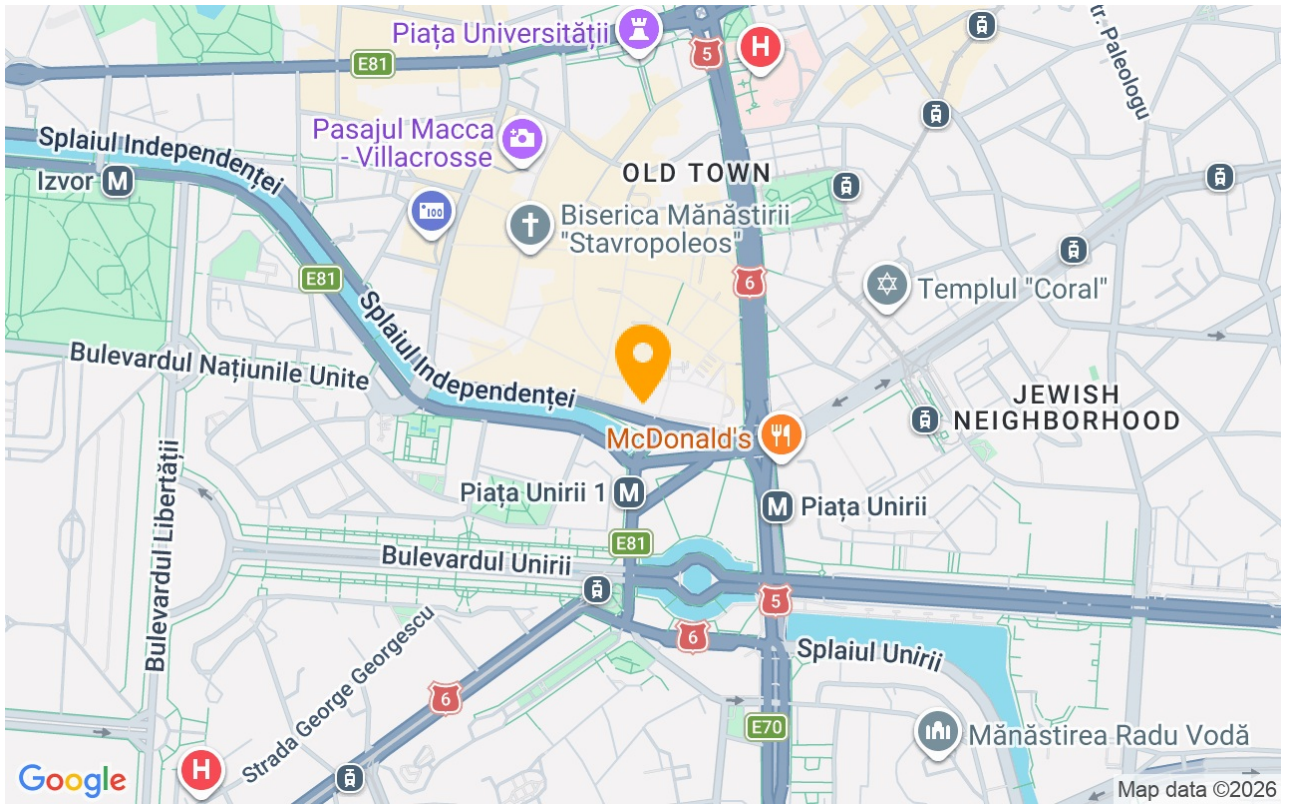 Piața Universității
5
H
tr. Paleologu
E81
Splaiul Independenței
Pasajul Macca
- Villacrosse
Izvor M
OLD TOWN
100
Biserica Mănăstirii
"Stavropoleos"
E81
6
Templul "Coral"
Splaiul Independenței
Bulevardul Națiunile Unite
JEWISH
NEIGHBORHOOD
McDonald's
Bulevardul Libertății
Piața Unirii 1 M
M Piața Unirii
E81
Bulevardul Unirii
5
6
Splaiul Unirii
Strada George Georgescu
6
E70
Mănăstirea Radu Vodă
H
Google
Map data ©2026